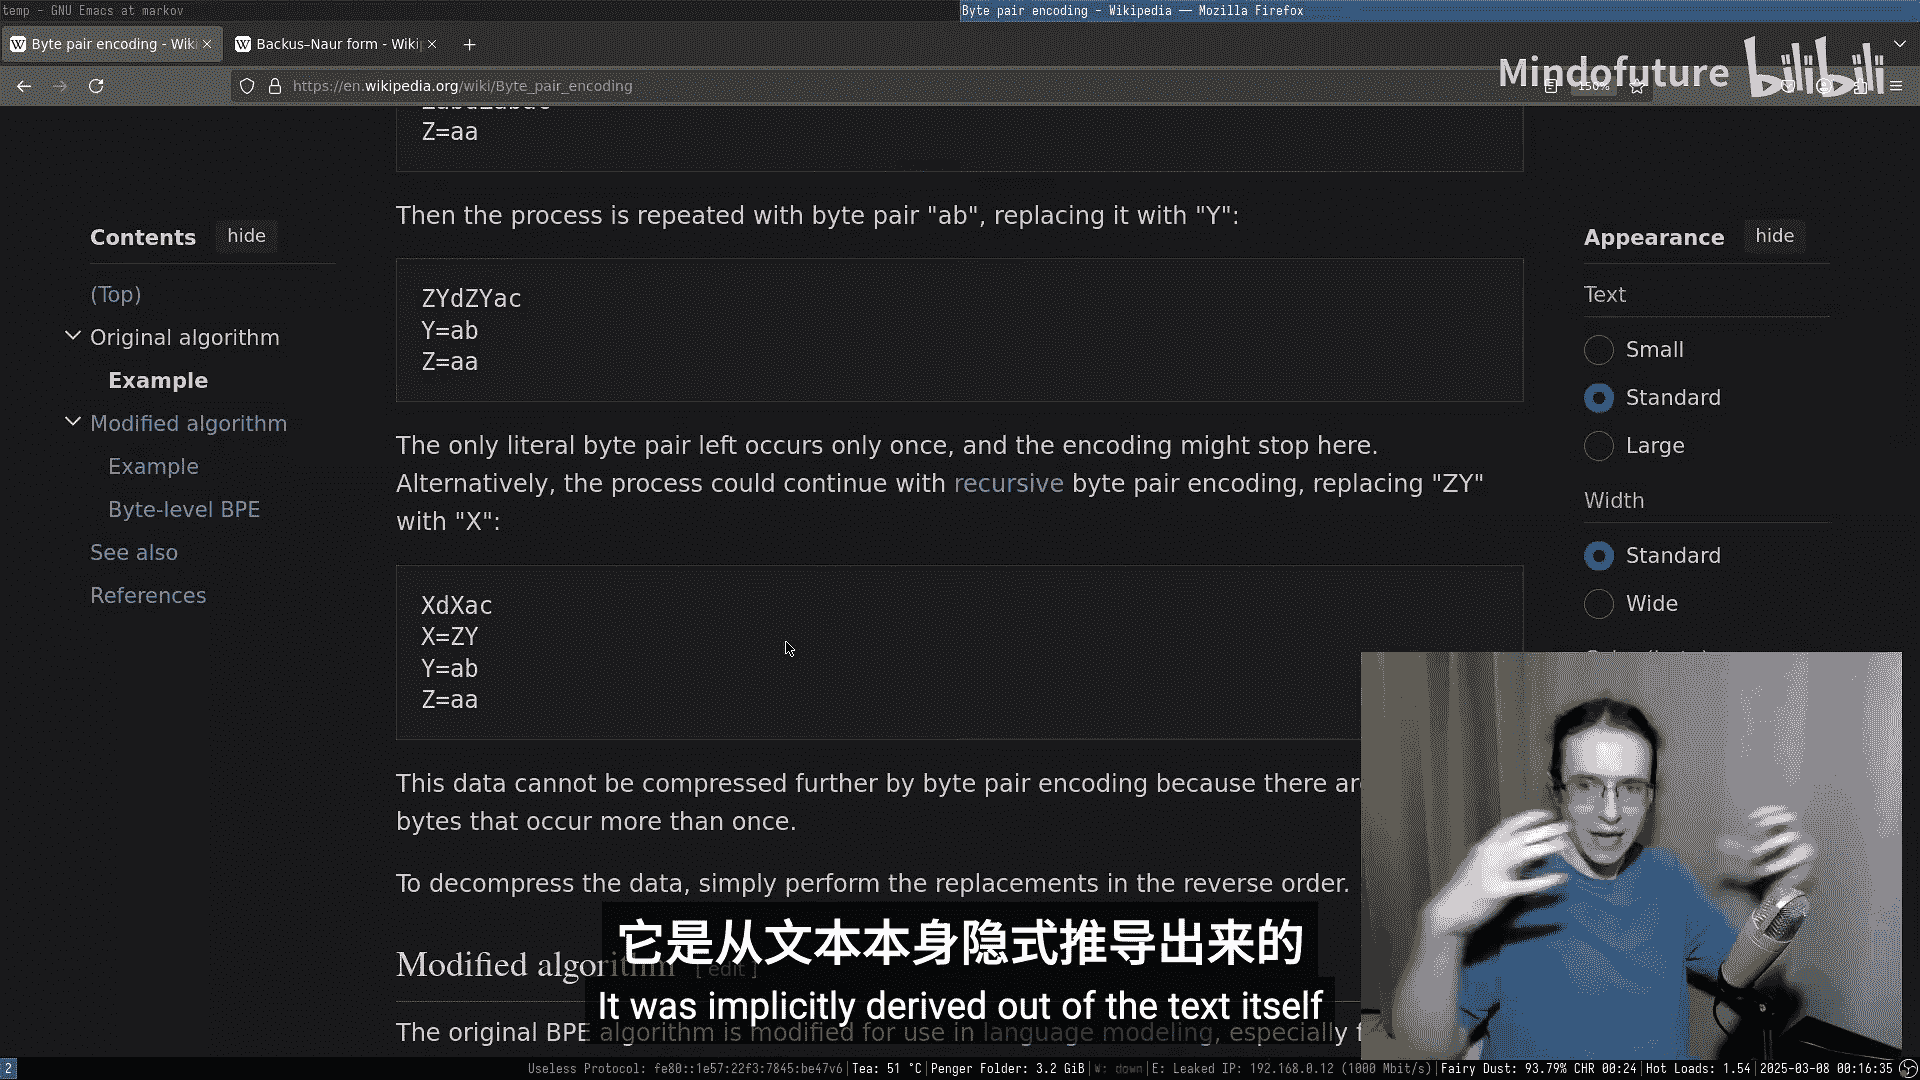 temp - GNU Emacs at markov
Byte pair encoding - Wikipedia — Mozilla Firefox
Byte pair encoding - Wiki
Backus–Naur form - Wiki
https://en.wikipedia.org/wiki/Byte_pair_encoding
150%
Mindofuture
bilibili
Z=aa
Then the process is repeated with byte pair "ab", replacing it with "Y":
Contents
hide
(Top)
Original algorithm
Example
Modified algorithm
Example
Byte-level BPE
See also
References
ZYdZYac
Y=ab
Z=aa
The only literal byte pair left occurs only once, and the encoding might stop here.
Alternatively, the process could continue with recursive byte pair encoding, replacing "ZY"
with "X":
XdXac
X=ZY
Y=ab
Z=aa
This data cannot be compressed further by byte pair encoding because there are
bytes that occur more than once.
To decompress the data, simply perform the replacements in the reverse order.
Modified algorithm [edit]
The original BPE algorithm is modified for use in language modeling, especially f
Appearance
hide
Text
Small
Standard
Large
Width
Standard
Wide
它是从文本本身隐式推导出来的
It was implicitly derived out of the text itself
2
Useless Protocol: fe80::1e57:22f3:7845:be47v6|Tea: 51 °C|Penger Folder: 3.2 GiB|W: down|E: Leaked IP: 192.168.0.12 (1000 Mbit/s)|Fairy Dust: 93.79% CHR 00:24|Hot Loads: 1.54|2025-03-08 00:16:35